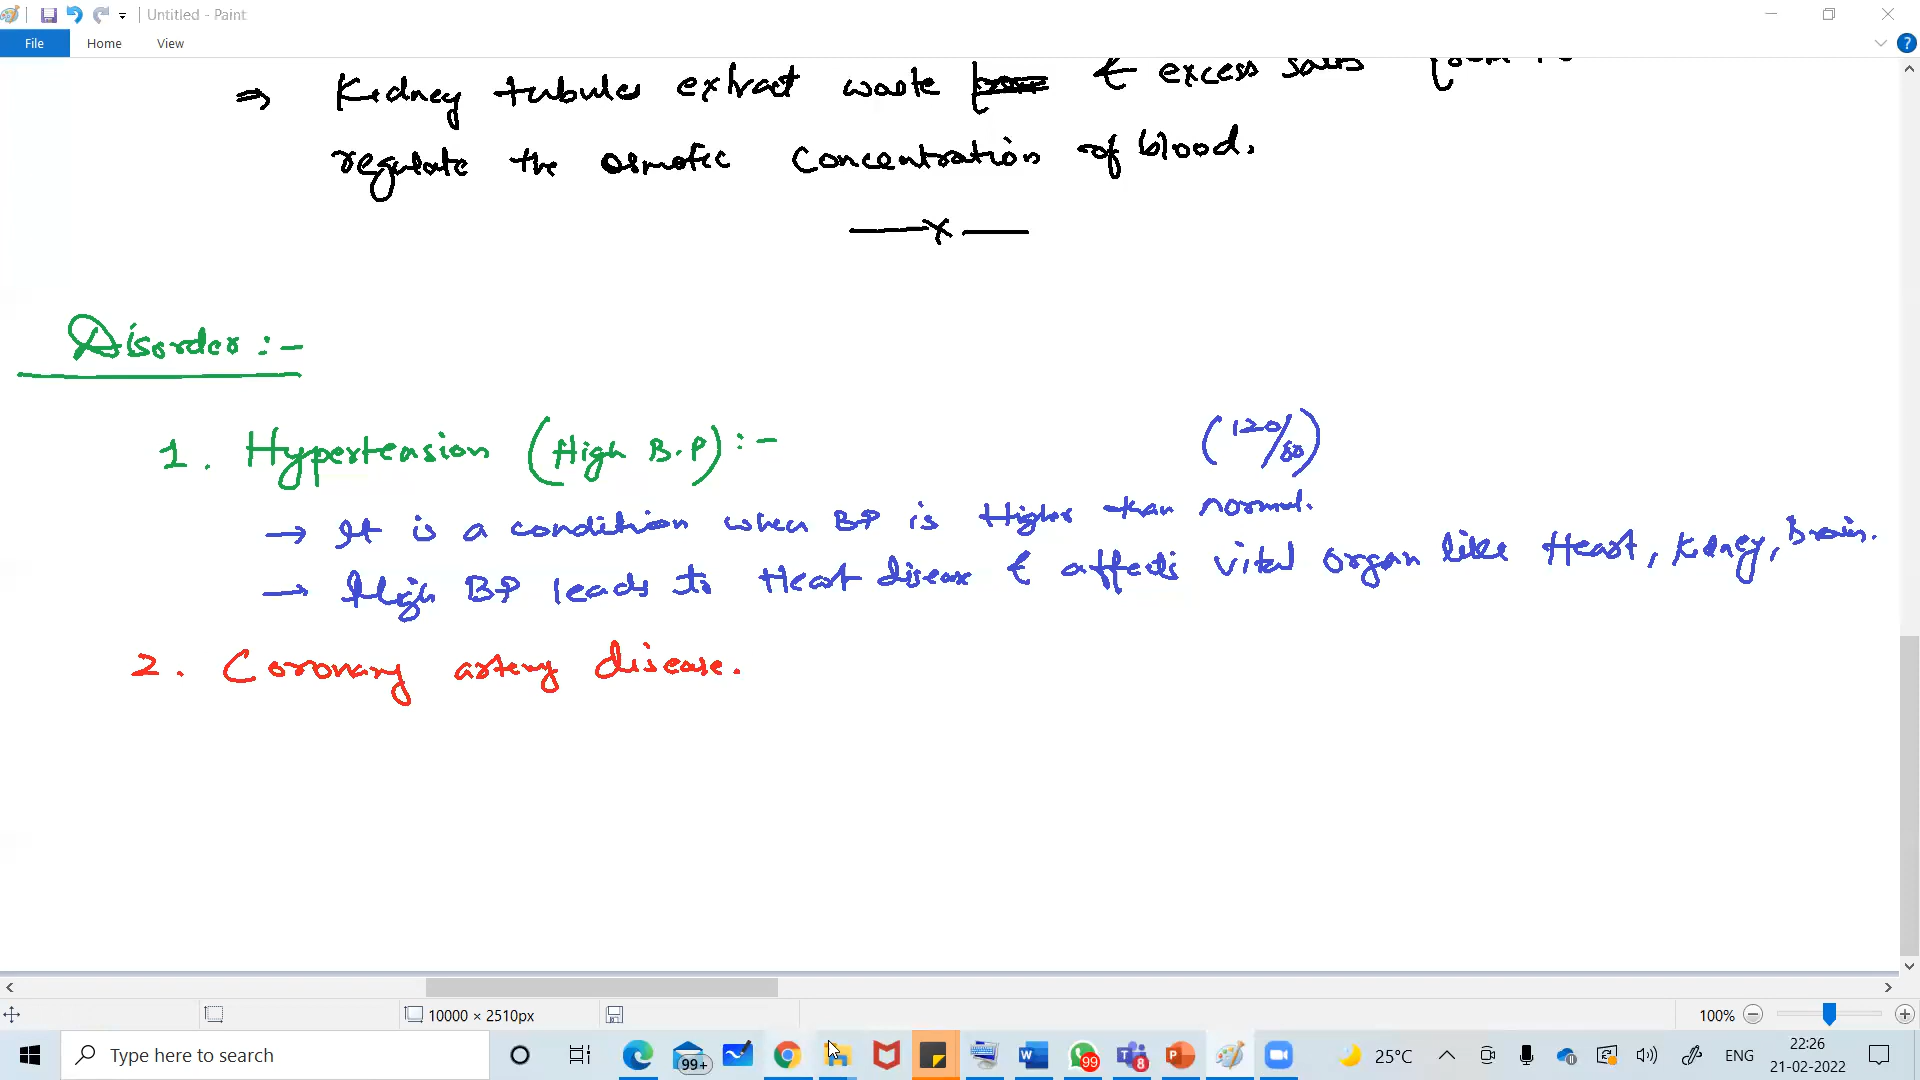 Untitled - Paint
File Home View
⇒ Kidney tubules extract waste & excess salts
regulate the osmotic concentration of blood.
—x—
Disorder :-
1. Hypertension (High B.P) :- (120/80)
→ It is a condition when BP is Higher than normal.
→ High BP leads to Heart disease & affects vital organ like Heart, Kidney, Brain.
2. Coronary artery disease.
10000 × 2510px 100%
Type here to search 99+ 99 8 25°C ENG 22:26
21-02-2022